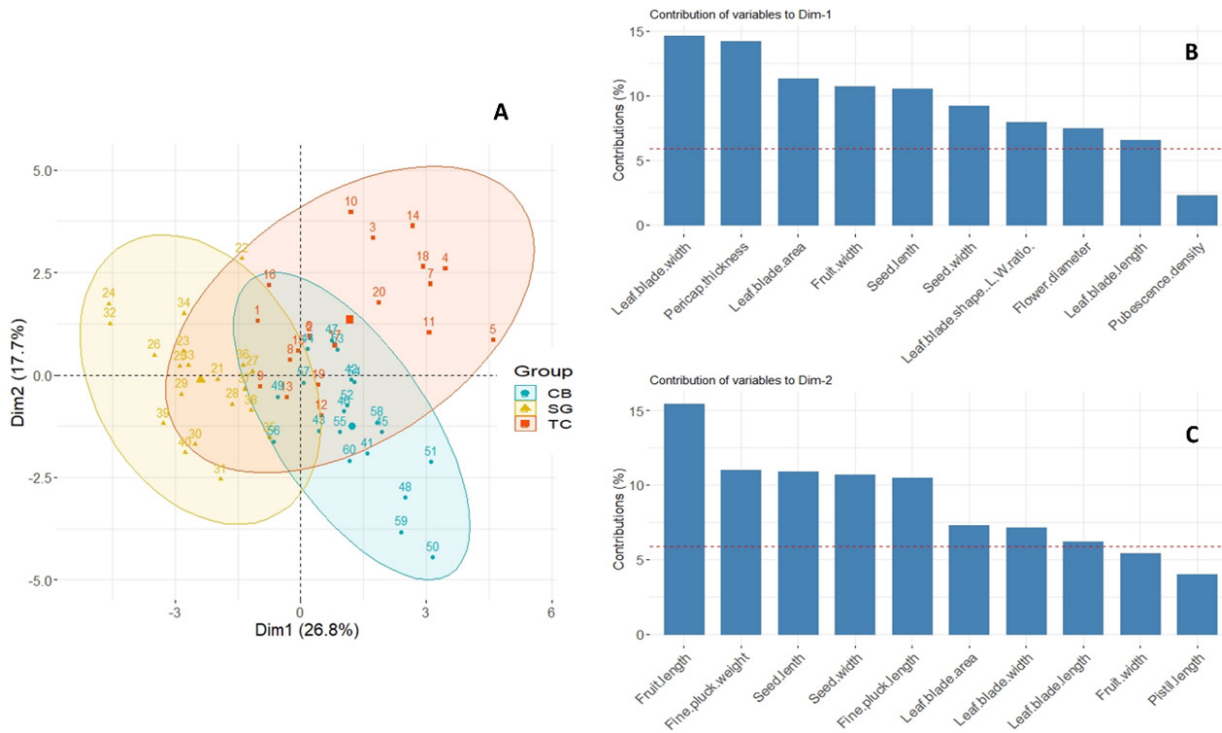 A
5.0
2.5
0.0
-2.5
-5.0
Dim2 (17.7%)
-3
0
3
6
Dim1 (26.8%)
10
14
3
22
18
4
16
7
24
20
34
32
1
11
5
47
23
26
8
36
27
21
42
9
19
49
29
13
52
28
38
12
58
39
43
55
45
56
30
60
41
51
31
48
59
50
Group
CB
SG
TC
Contribution of variables to Dim-1
B
15
10
5
0
Contributions (%)
Leaf.blade.width
Pericap.thickness
Leaf.blade.area
Fruit.width
Seed.lenth
Seed.width
Leaf.blade.shape..L.W.ratio.
Flower.diameter
Leaf.blade.length
Pubescence.density
Contribution of variables to Dim-2
C
15
10
5
0
Contributions (%)
Fruit.length
Fine.pluck.weight
Seed.lenth
Seed.width
Fine.pluck.length
Leaf.blade.area
Leaf.blade.width
Leaf.blade.length
Fruit.width
Pistil.length